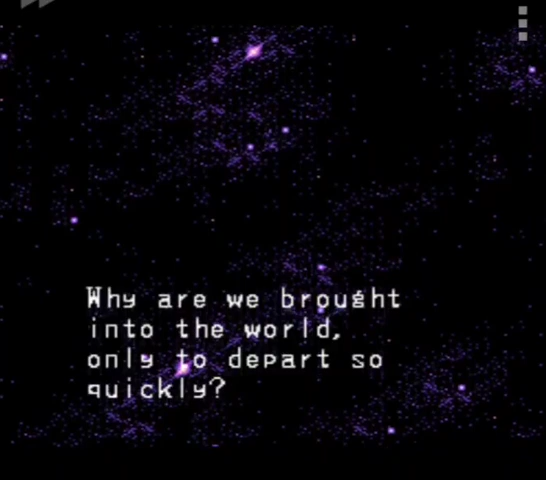 Why are we brought
into the world,
only to depart so
quickly?